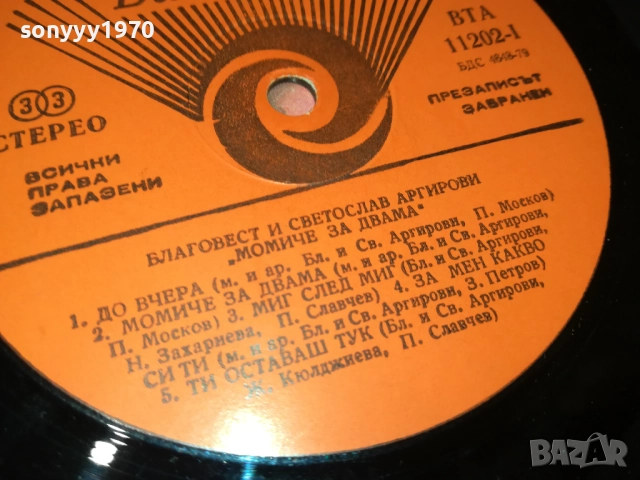 sonyyy1970
ВТА
11202-1
БДС 4848-79
33
СТЕРЕО
ПРЕЗАПИСЪТ
ЗАБРАНЕН
ВСИЧКИ
ПРАВА
ЗАПАЗЕНИ
БЛАГОВЕСТ И СВЕТОСЛАВ АРГИРОВИ
„МОМИЧЕ ЗА ДВАМА"
1. ДО ВЧЕРА (м. и ар. Бл. и Св. Аргирови, П. Москов)
2. МОМИЧЕ ЗА ДВАМА (м. и ар. Бл. и Св. Аргирови,
П. Москов) 3. МИГ СЛЕД МИГ (Бл. и Св. Аргирови,
Н. Захариева, П. Славчев) 4. ЗА МЕН КАКВО
СИ ТИ (м. и ар. Бл. и Св. Аргирови, З. Петров)
5. ТИ ОСТАВАШ ТУК (Бл. и Св. Аргирови,
Ж. Кюлджиева, П. Славчев)
BAZAR